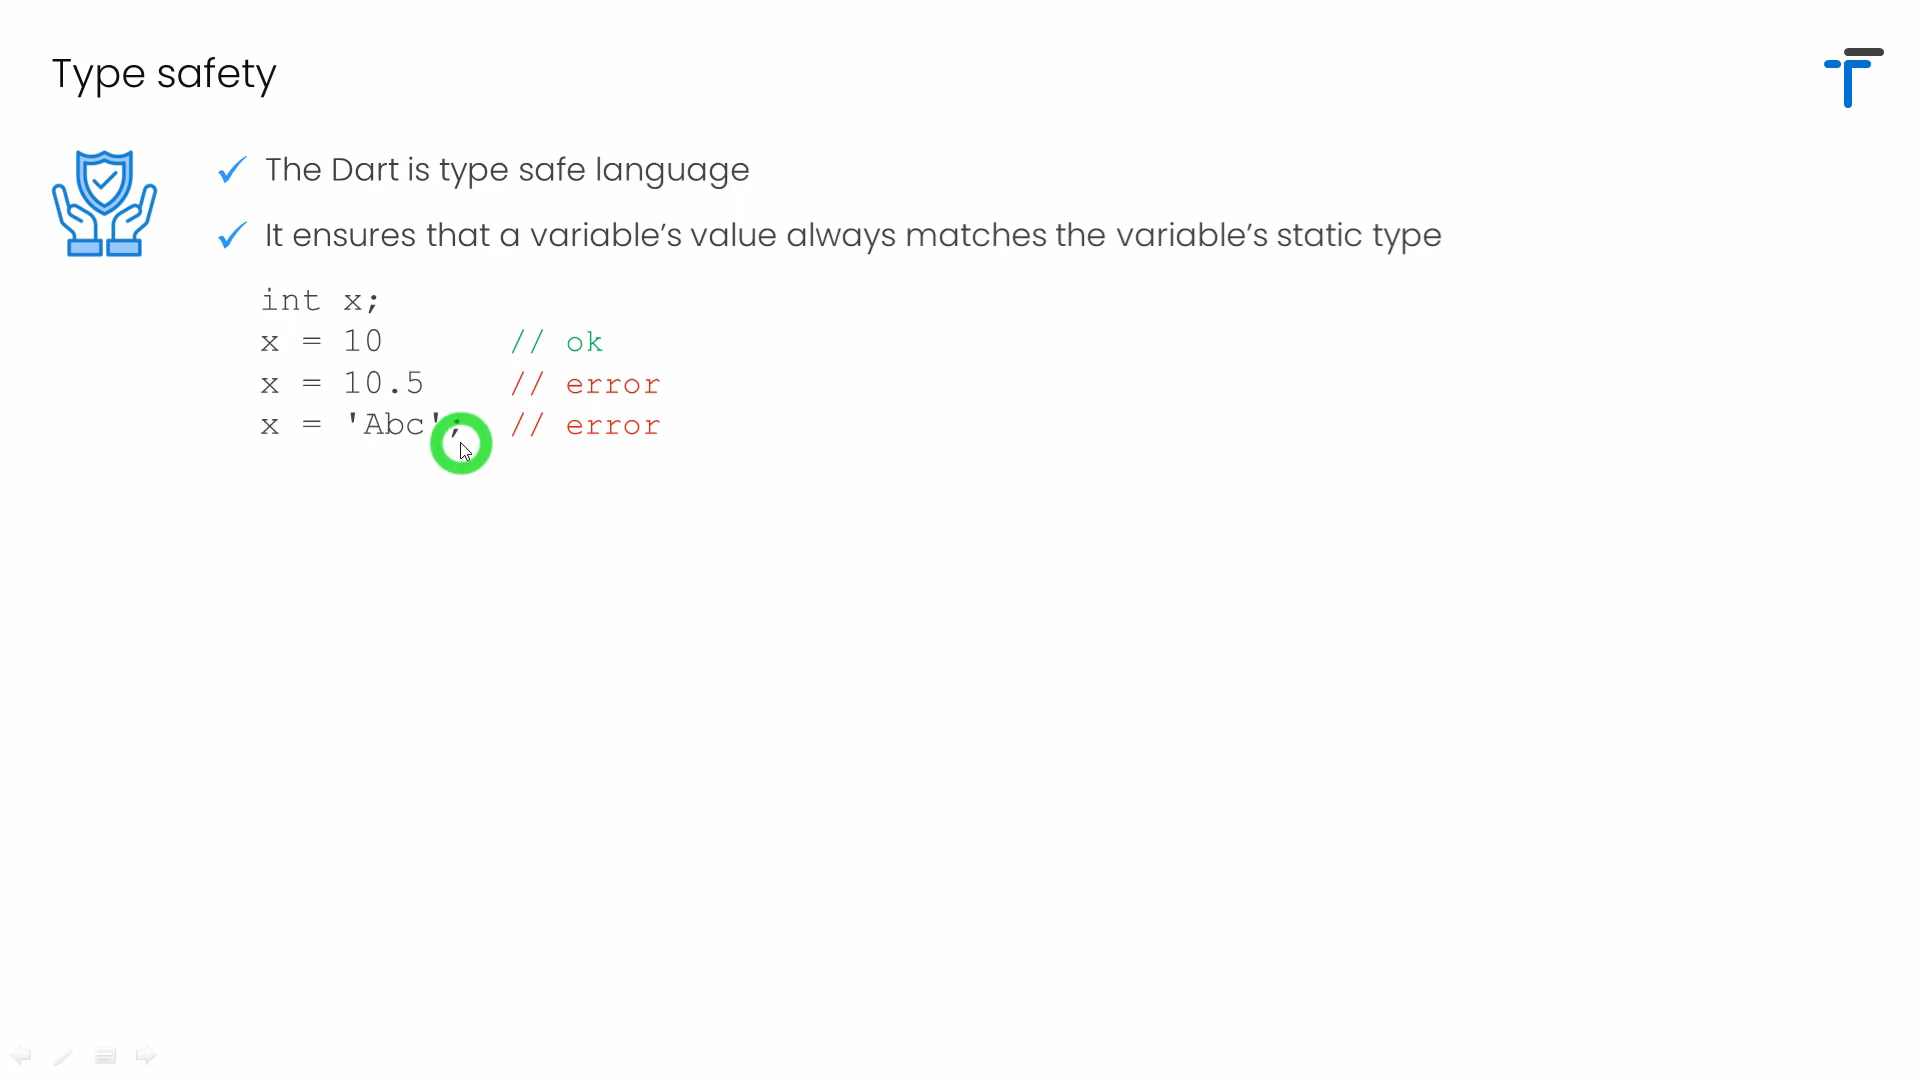 Type safety
The Dart is type safe language
It ensures that a variable’s value always matches the variable’s static type
int x;
x = 10 // ok
x = 10.5 // error
x = 'Abc'; // error